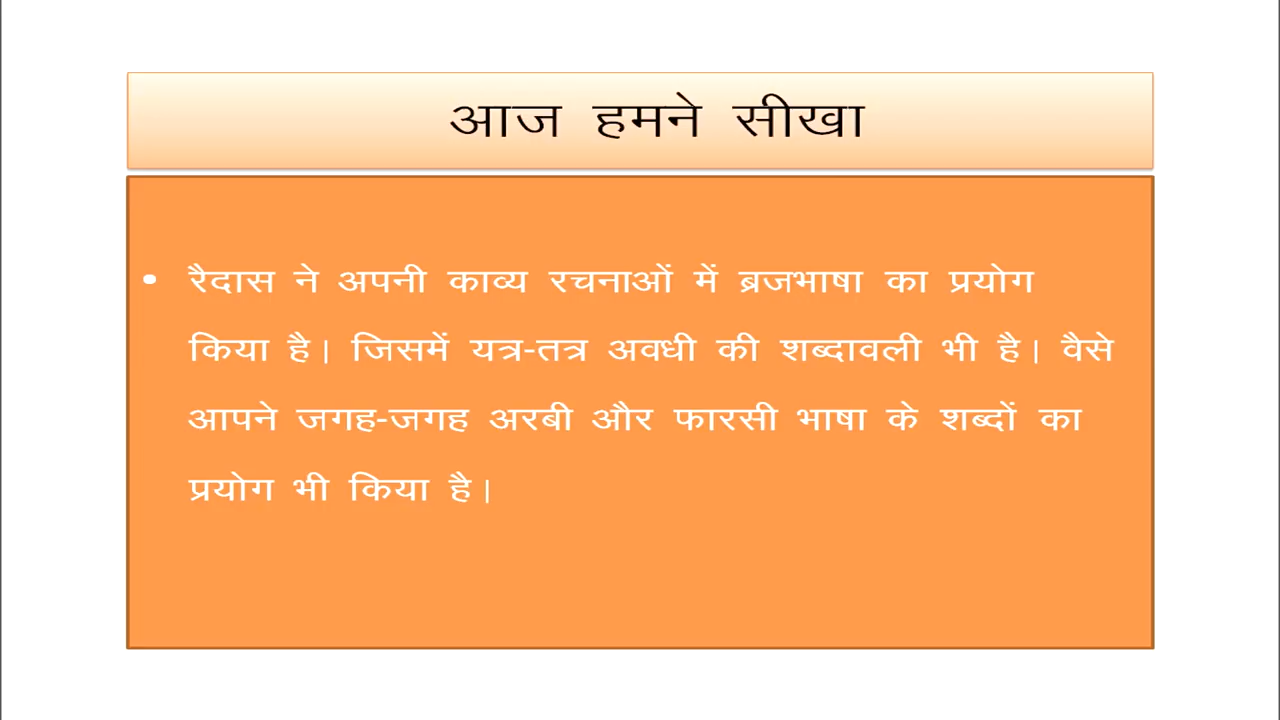 आज हमने सीखा
• रैदास ने अपनी काव्य रचनाओं में ब्रजभाषा का प्रयोग
किया है। जिसमें यत्र-तत्र अवधी की शब्दावली भी है। वैसे
आपने जगह-जगह अरबी और फारसी भाषा के शब्दों का
प्रयोग भी किया है।